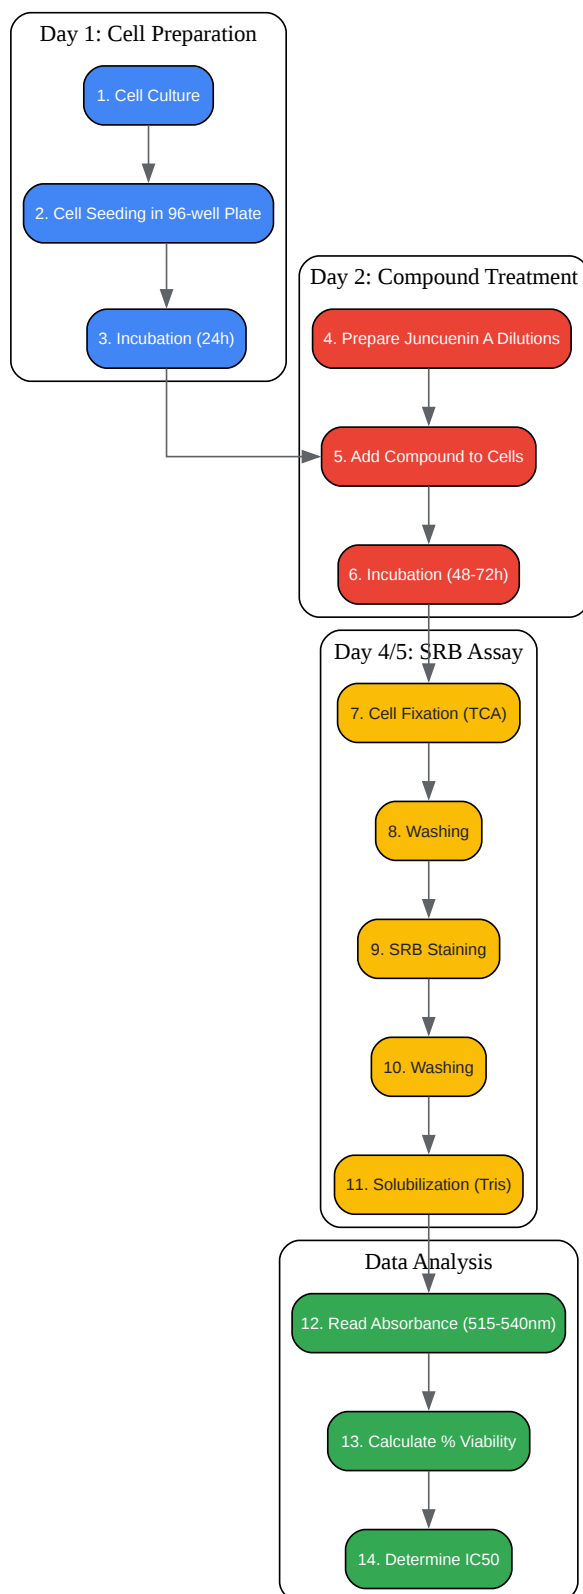 Day 1: Cell Preparation
1. Cell Culture
2. Cell Seeding in 96-well Plate
3. Incubation (24h)
Day 2: Compound Treatment
4. Prepare Juncuenin A Dilutions
5. Add Compound to Cells
6. Incubation (48-72h)
Day 4/5: SRB Assay
7. Cell Fixation (TCA)
8. Washing
9. SRB Staining
10. Washing
11. Solubilization (Tris)
Data Analysis
12. Read Absorbance (515-540nm)
13. Calculate % Viability
14. Determine IC50